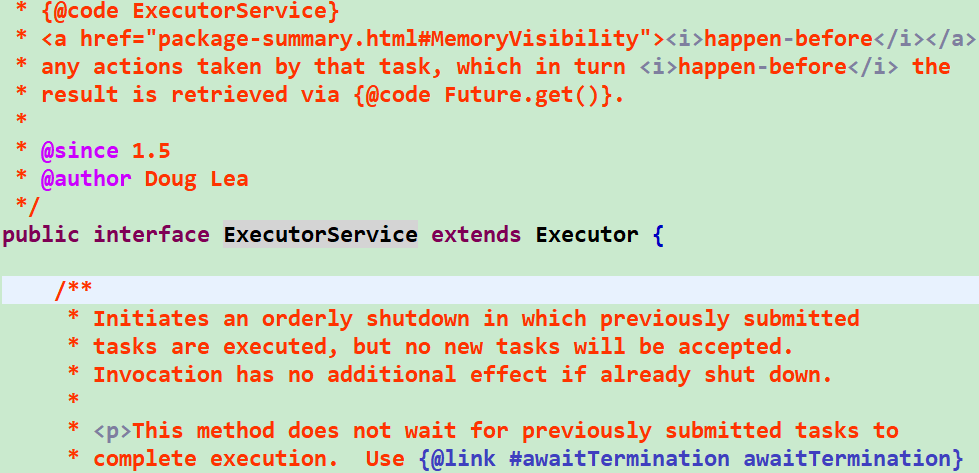 * {@code ExecutorService}
* <a href="package-summary.html#MemoryVisibility"><i>happen-before</i></a>
* any actions taken by that task, which in turn <i>happen-before</i> the
* result is retrieved via {@code Future.get()}.
*
* @since 1.5
* @author Doug Lea
*/
public interface ExecutorService extends Executor {
/**
* Initiates an orderly shutdown in which previously submitted
* tasks are executed, but no new tasks will be accepted.
* Invocation has no additional effect if already shut down.
*
* <p>This method does not wait for previously submitted tasks to
* complete execution.  Use {@link #awaitTermination awaitTermination}